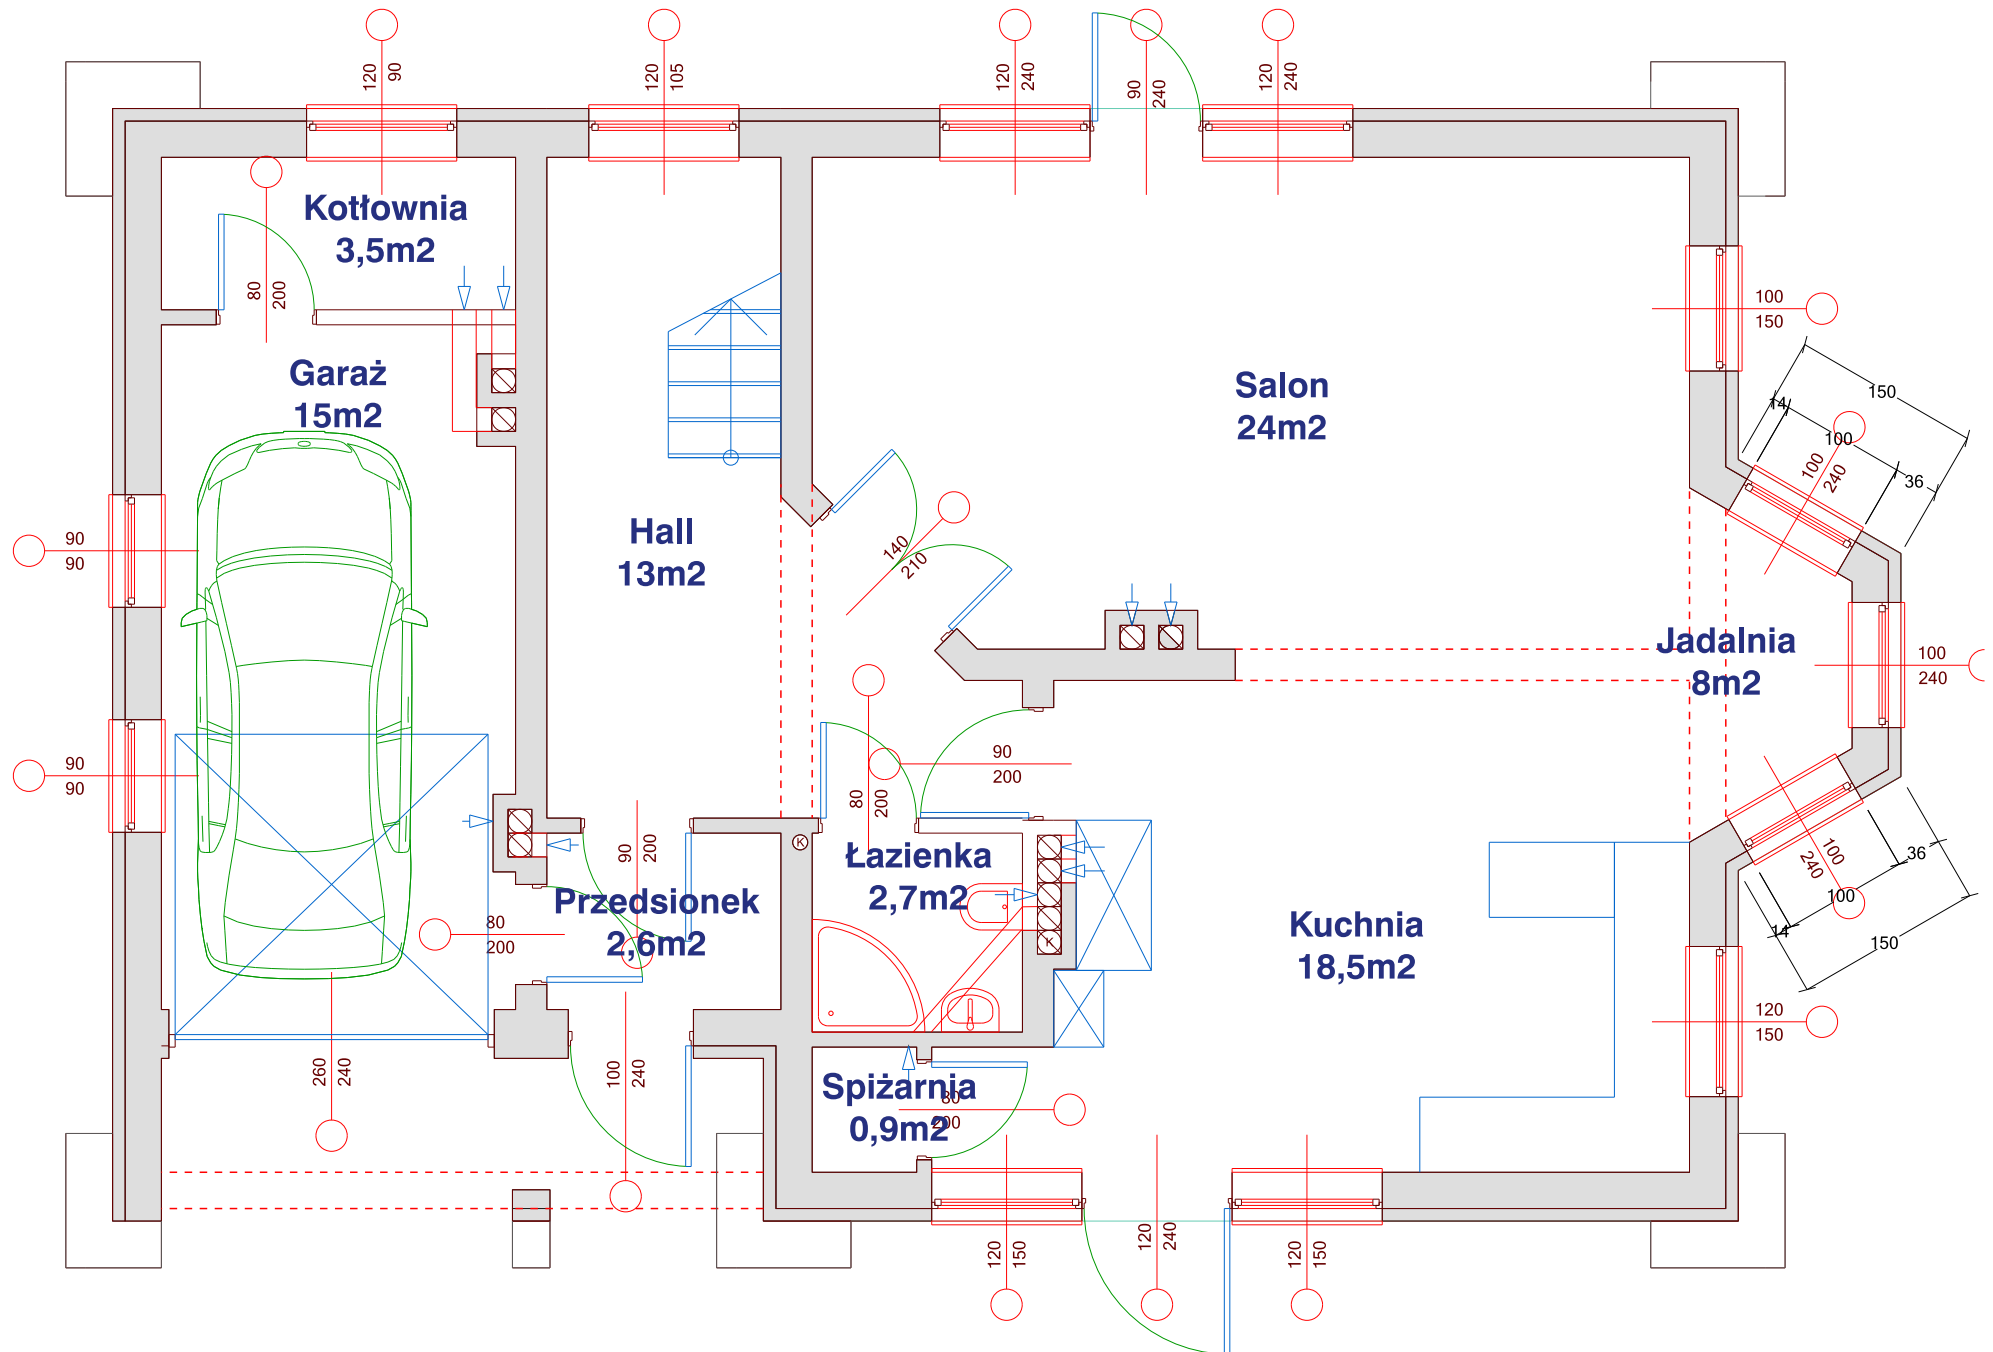 120
90
120
105
120
240
90
240
120
240
Kotłownia
3,5m2
80
200
Garaż
15m2
Salon
24m2
100
150
150
14
100
100
240
36
90
90
Hall
13m2
140
210
Jadalnia
8m2
100
240
90
90
90
200
80
200
90
200
K
Łazienka
2,7m2
Przedsionek
2,6m2
80
200
K
Kuchnia
18,5m2
100
240
36
100
14
150
120
150
260
240
100
240
Spiżarnia
0,9m2
80
200
120
150
120
240
120
150